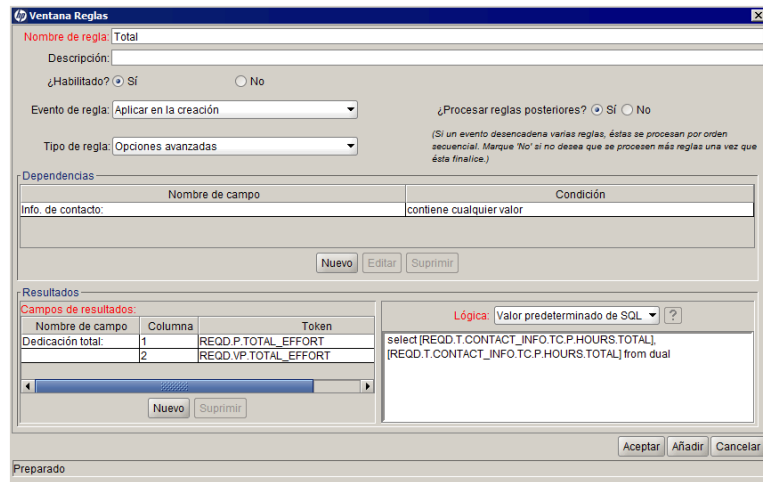 Ventana Reglas
Nombre de regla: Total
Descripción:
¿Habilitado? Sí No
Evento de regla: Aplicar en la creación
¿Procesar reglas posteriores? Sí No
Tipo de regla: Opciones avanzadas
(Si un evento desencadena varias reglas, éstas se procesan por orden
secuencial. Marque 'No' si no desea que se procesen más reglas una vez que
ésta finalice.)
Dependencias
Nombre de campo Condición
Info. de contacto: contiene cualquier valor
Nuevo Editar Suprimir
Resultados
Campos de resultados:
Nombre de campo Columna Token
Dedicación total: 1 REQD.P.TOTAL_EFFORT
2 REQD.VP.TOTAL_EFFORT
Nuevo Suprimir
Lógica: Valor predeterminado de SQL ?
select [REQD.T.CONTACT_INFO.TC.P.HOURS.TOTAL],
[REQD.T.CONTACT_INFO.TC.P.HOURS.TOTAL] from dual
Aceptar Añadir Cancelar
Preparado